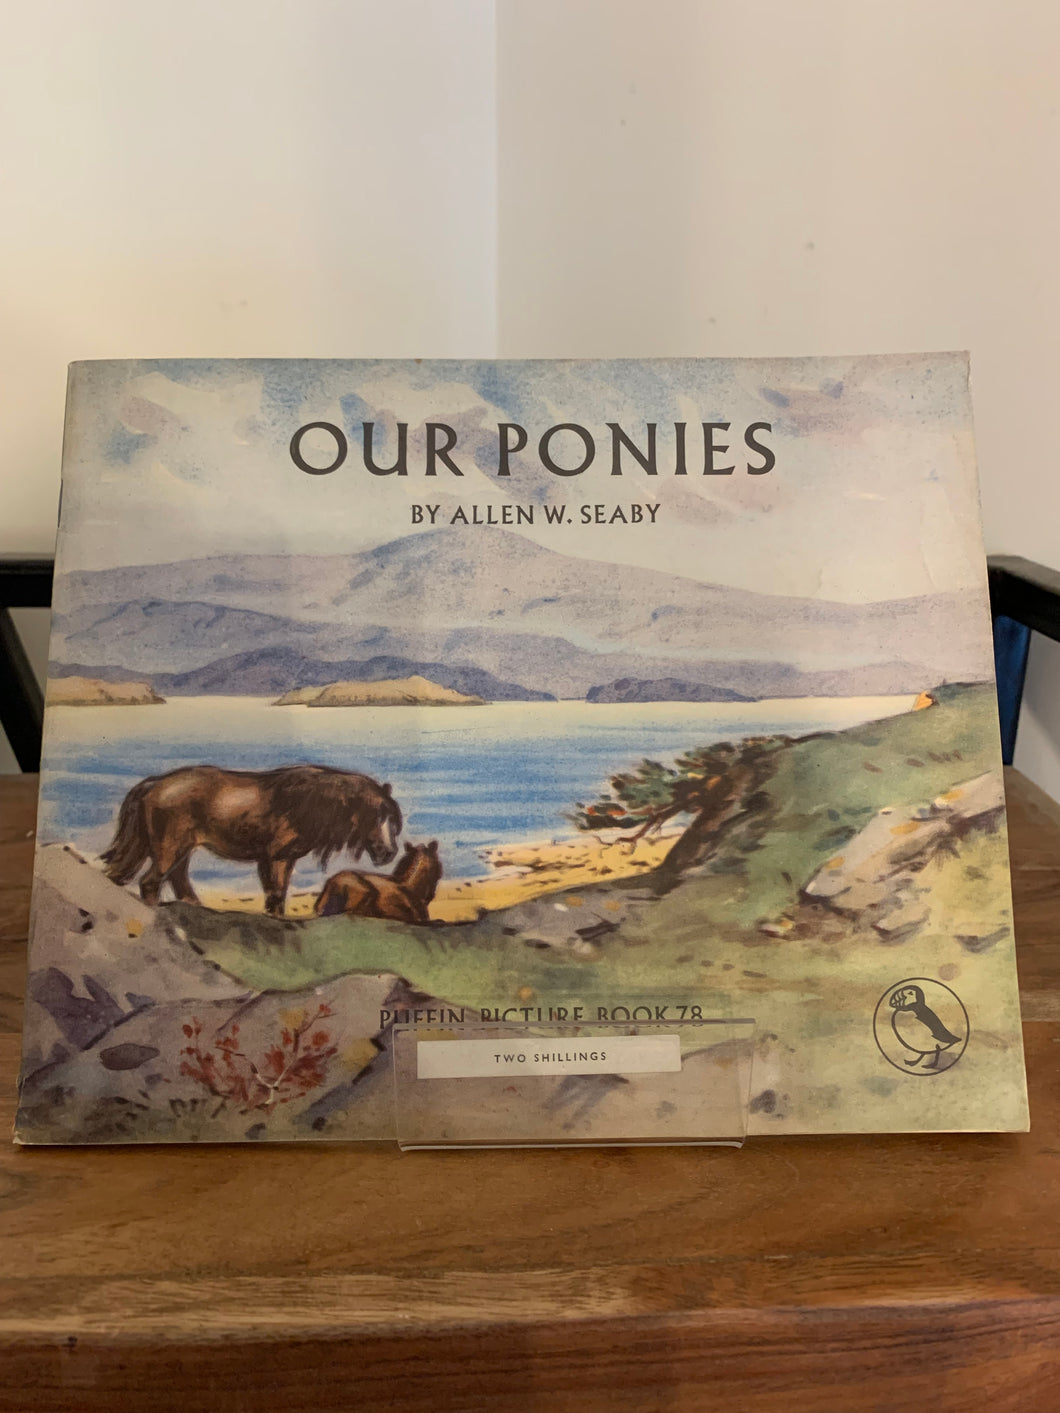 OUR PONIES
BY ALLEN W. SEABY
PUFFIN PICTURE BOOK 78
TWO SHILLINGS